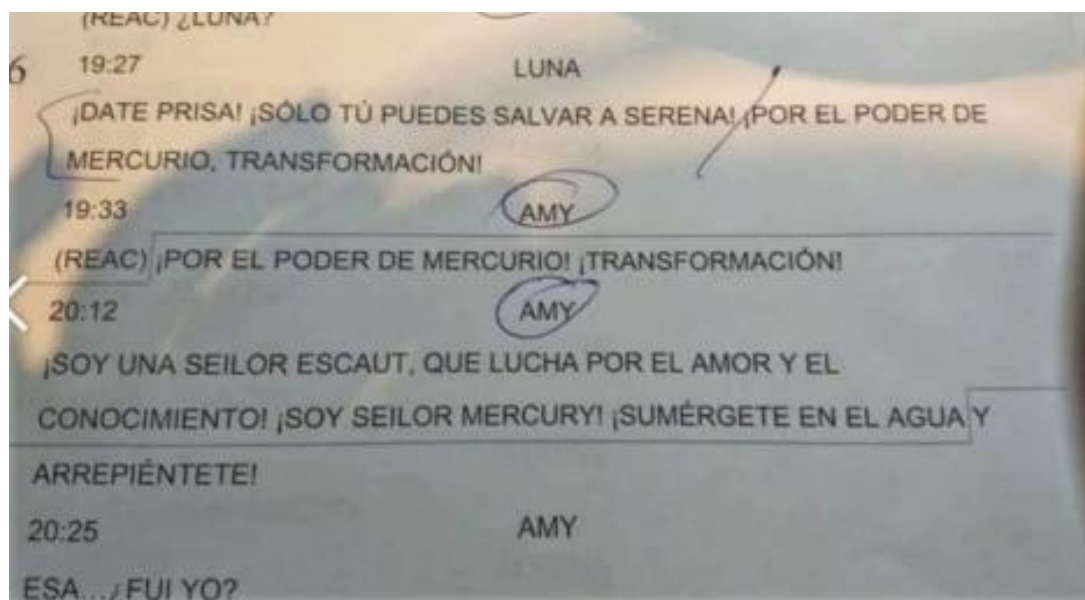 (REAC) ¿LUNA?
6 19:27 LUNA
¡DATE PRISA! ¡SÓLO TÚ PUEDES SALVAR A SERENA! ¡POR EL PODER DE
MERCURIO, TRANSFORMACIÓN!
19:33 AMY
(REAC) ¡POR EL PODER DE MERCURIO! ¡TRANSFORMACIÓN!
20:12 AMY
¡SOY UNA SEILOR ESCAUT, QUE LUCHA POR EL AMOR Y EL
CONOCIMIENTO! ¡SOY SEILOR MERCURY! ¡SUMÉRGETE EN EL AGUA Y
ARREPIÉNTETE!
20:25 AMY
ESA...¿FUI YO?